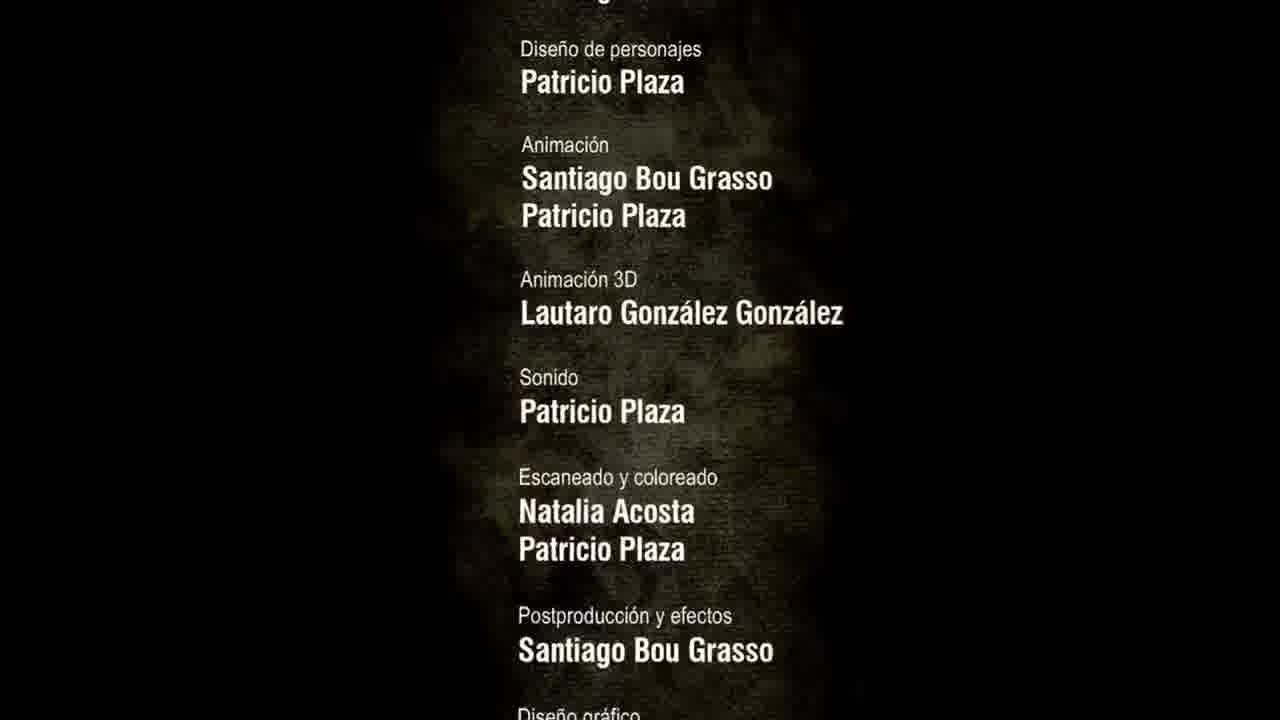 Diseño de personajes
Patricio Plaza
Animación
Santiago Bou Grasso
Patricio Plaza
Animación 3D
Lautaro González González
Sonido
Patricio Plaza
Escaneado y coloreado
Natalia Acosta
Patricio Plaza
Postproducción y efectos
Santiago Bou Grasso
Diseño gráfico